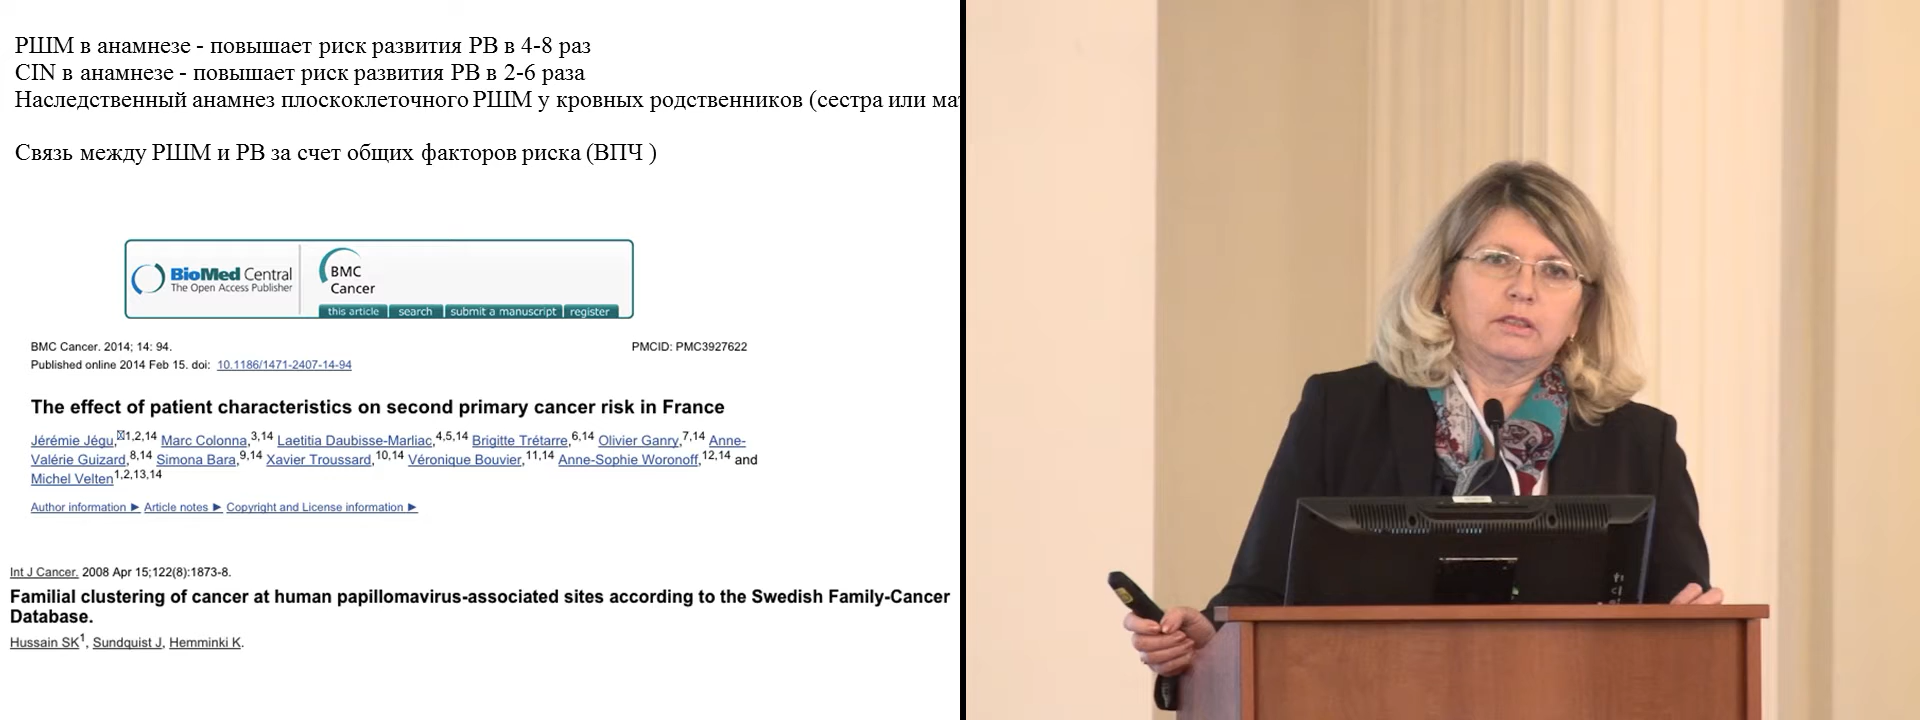 РШМ в анамнезе - повышает риск развития РВ в 4-8 раз
CIN в анамнезе - повышает риск развития РВ в 2-6 раза
Наследственный анамнез плоскоклеточного РШМ у кровных родственников (сестра или
Связь между РШМ и РВ за счет общих факторов риска (ВПЧ )
BioMed Central
The Open Access Publisher
BMC
Cancer
this article search submit a manuscript register
BMC Cancer. 2014; 14: 94. PMCID: PMC3927622
Published online 2014 Feb 15. doi: 10.1186/1471-2407-14-94
The effect of patient characteristics on second primary cancer risk in France
Jérémie Jégu,1,2,14 Marc Colonna,3,14 Laetitia Daubisse-Marliac,4,5,14 Brigitte Trétarre,6,14 Olivier Ganry,7,14 Anne-
Valérie Guizard,8,14 Simona Bara,9,14 Xavier Troussard,10,14 Véronique Bouvier,11,14 Anne-Sophie Woronoff,12,14 and
Michel Velten1,2,13,14
Author information ► Article notes ► Copyright and License information ►
Int J Cancer. 2008 Apr 15;122(8):1873-8.
Familial clustering of cancer at human papillomavirus-associated sites according to the Swedish Family-Cancer
Database.
Hussain SK1, Sundquist J, Hemminki K.